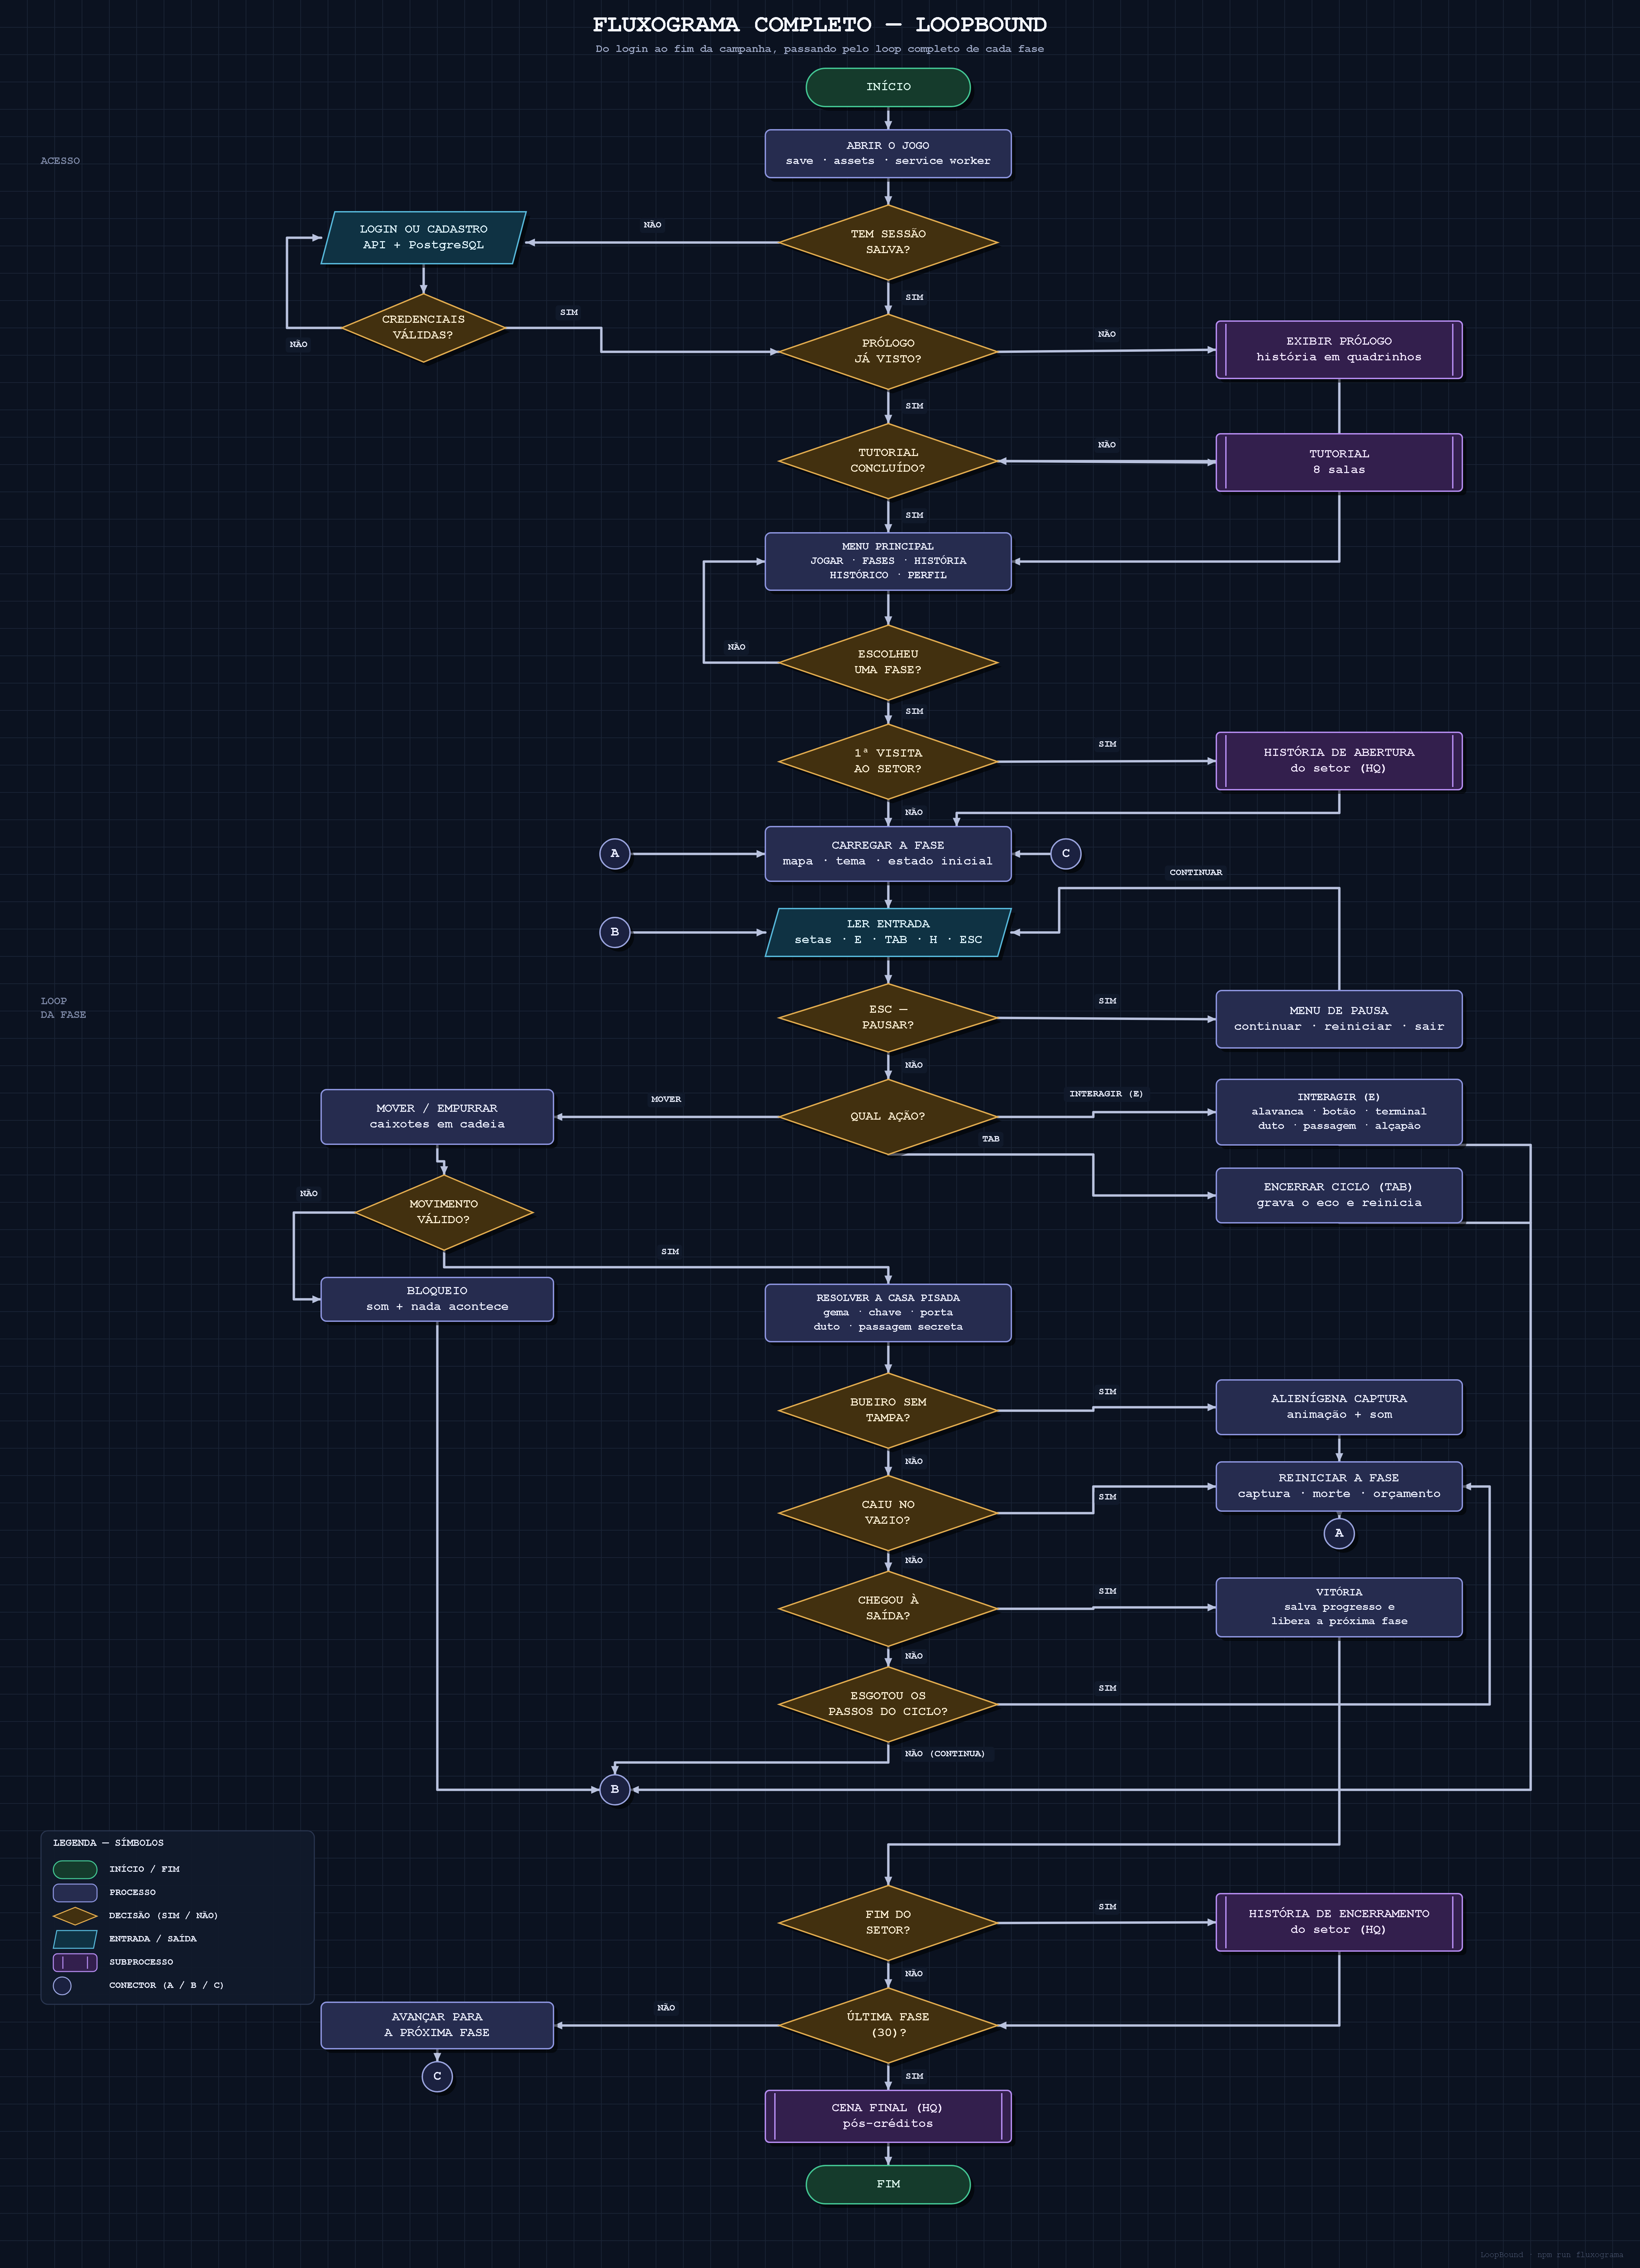 FLUXOGRAMA COMPLETO — LOOPBOUND
Do login ao fim da campanha, passando pelo loop completo de cada fase
INÍCIO
ABRIR O JOGO
save · assets · service worker
ACESSO
LOGIN OU CADASTRO
API + PostgreSQL
NÃO
TEM SESSÃO
SALVA?
SIM
CREDENCIAIS
VÁLIDAS?
SIM
NÃO
PRÓLOGO
JÁ VISTO?
NÃO
EXIBIR PRÓLOGO
história em quadrinhos
SIM
TUTORIAL
CONCLUÍDO?
NÃO
TUTORIAL
8 salas
SIM
MENU PRINCIPAL
JOGAR · FASES · HISTÓRIA
HISTÓRICO · PERFIL
NÃO
ESCOLHEU
UMA FASE?
SIM
1ª VISITA
AO SETOR?
SIM
HISTÓRIA DE ABERTURA
do setor (HQ)
NÃO
A
CARREGAR A FASE
mapa · tema · estado inicial
C
CONTINUAR
B
LER ENTRADA
setas · E · TAB · H · ESC
LOOP
DA FASE
ESC —
PAUSAR?
SIM
MENU DE PAUSA
continuar · reiniciar · sair
NÃO
MOVER / EMPURRAR
caixotes em cadeia
MOVER
QUAL AÇÃO?
INTERAGIR (E)
INTERAGIR (E)
alavanca · botão · terminal
duto · passagem · alçapão
TAB
ENCERRAR CICLO (TAB)
grava o eco e reinicia
NÃO
MOVIMENTO
VÁLIDO?
SIM
BLOQUEIO
som + nada acontece
RESOLVER A CASA PISADA
gema · chave · porta
duto · passagem secreta
BUEIRO SEM
TAMPA?
SIM
ALIENÍGENA CAPTURA
animação + som
NÃO
REINICIAR A FASE
captura · morte · orçamento
CAIU NO
VAZIO?
SIM
A
NÃO
CHEGOU À
SAÍDA?
SIM
VITÓRIA
salva progresso e
libera a próxima fase
NÃO
ESGOTOU OS
PASSOS DO CICLO?
SIM
NÃO (CONTINUA)
B
LEGENDA — SÍMBOLOS
INÍCIO / FIM
PROCESSO
DECISÃO (SIM / NÃO)
ENTRADA / SAÍDA
SUBPROCESSO
CONECTOR (A / B / C)
FIM DO
SETOR?
SIM
HISTÓRIA DE ENCERRAMENTO
do setor (HQ)
NÃO
AVANÇAR PARA
A PRÓXIMA FASE
NÃO
ÚLTIMA FASE
(30)?
C
SIM
CENA FINAL (HQ)
pós-créditos
FIM
LoopBound · npm run fluxograma